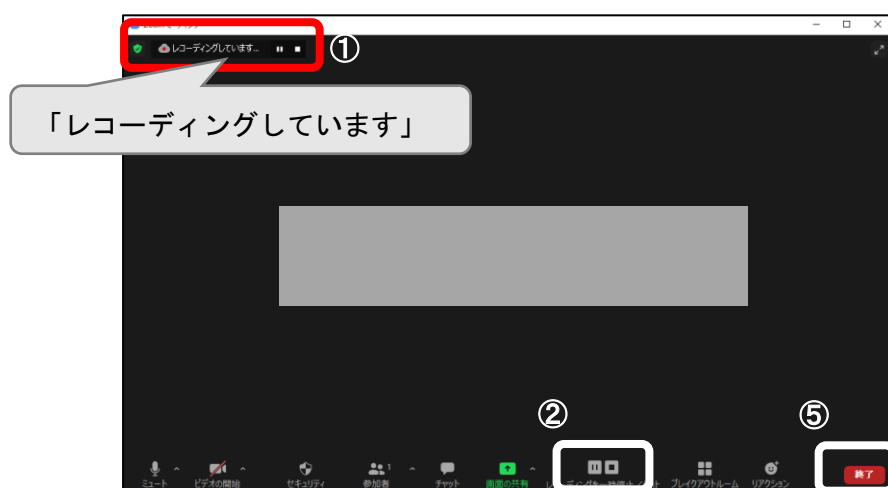 レコーディングしています...
①
「レコーディングしています」
②
⑤
ミュート
ビデオの開始
セキュリティ
参加者
1
チャット
画面の共有
ブレイクアウトルーム
リアクション
終了